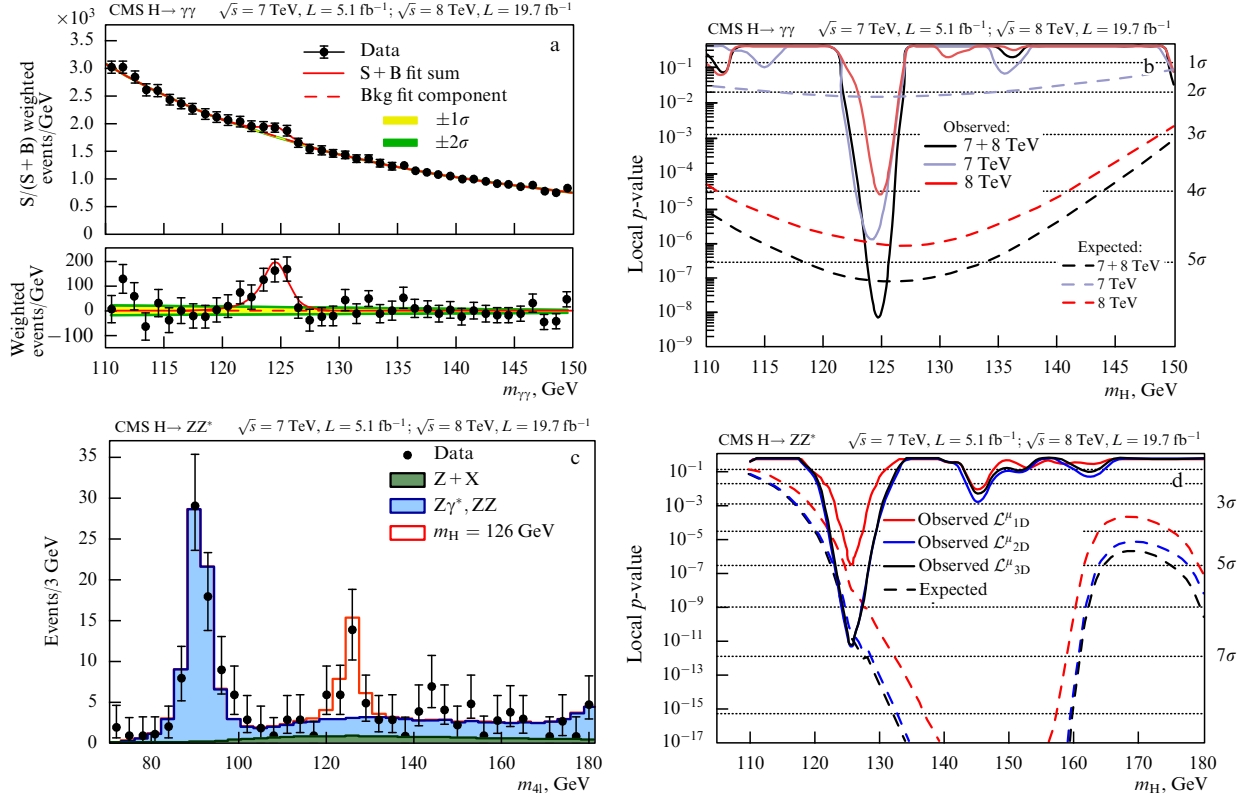 CMS H→ γγ √s = 7 TeV, L = 5.1 fb⁻¹; √s = 8 TeV, L = 19.7 fb⁻¹
×10³
a
3.5
3.0
2.5
2.0
1.5
1.0
0.5
0
S/(S + B) weighted
events/GeV
Data
S + B fit sum
Bkg fit component
±1σ
±2σ
200
100
0
−100
Weighted
events/GeV
110 115 120 125 130 135 140 145 150
m_γγ, GeV
CMS H→ γγ √s = 7 TeV, L = 5.1 fb⁻¹; √s = 8 TeV, L = 19.7 fb⁻¹
b
Local p-value
10⁻¹
10⁻²
10⁻³
10⁻⁴
10⁻⁵
10⁻⁶
10⁻⁷
10⁻⁸
10⁻⁹
1σ
2σ
3σ
4σ
5σ
Observed:
7 + 8 TeV
7 TeV
8 TeV
Expected:
7 + 8 TeV
7 TeV
8 TeV
110 115 120 125 130 135 140 145 150
m_H, GeV
CMS H→ ZZ* √s = 7 TeV, L = 5.1 fb⁻¹; √s = 8 TeV, L = 19.7 fb⁻¹
c
Events/3 GeV
35
30
25
20
15
10
5
0
Data
Z + X
Zγ*, ZZ
m_H = 126 GeV
80 100 120 140 160 180
m_4l, GeV
CMS H→ ZZ* √s = 7 TeV, L = 5.1 fb⁻¹; √s = 8 TeV, L = 19.7 fb⁻¹
d
Local p-value
10⁻¹
10⁻³
10⁻⁵
10⁻⁷
10⁻⁹
10⁻¹¹
10⁻¹³
10⁻¹⁵
10⁻¹⁷
3σ
5σ
7σ
Observed ℒ^μ_1D
Observed ℒ^μ_2D
Observed ℒ^μ_3D
Expected
110 120 130 140 150 160 170 180
m_H, GeV